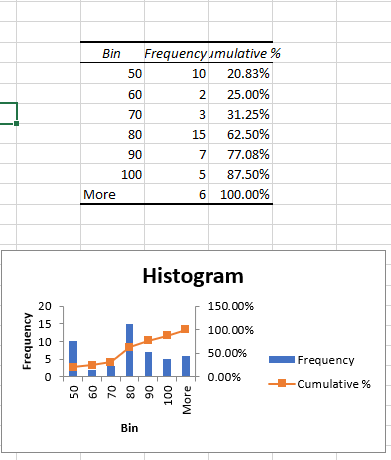 Bin Frequency umulative %
50 10 20.83%
60 2 25.00%
70 3 31.25%
80 15 62.50%
90 7 77.08%
100 5 87.50%
More 6 100.00%
Histogram
20 150.00%
15 100.00%
10 50.00%
5 0.00%
0
Frequency
50 60 70 80 90 100 More
Bin
Frequency
Cumulative %